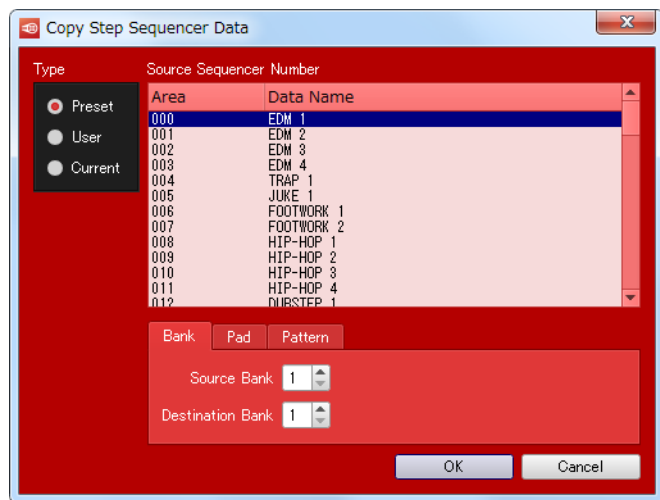 Copy Step Sequencer Data
Type
Source Sequencer Number
Preset
User
Current
Area Data Name
000 EDM 1
001 EDM 2
002 EDM 3
003 EDM 4
004 TRAP 1
005 JUKE 1
006 FOOTWORK 1
007 FOOTWORK 2
008 HIP-HOP 1
009 HIP-HOP 2
010 HIP-HOP 3
011 HIP-HOP 4
012 DUBSTEP 1
Bank Pad Pattern
Source Bank 1
Destination Bank 1
OK Cancel